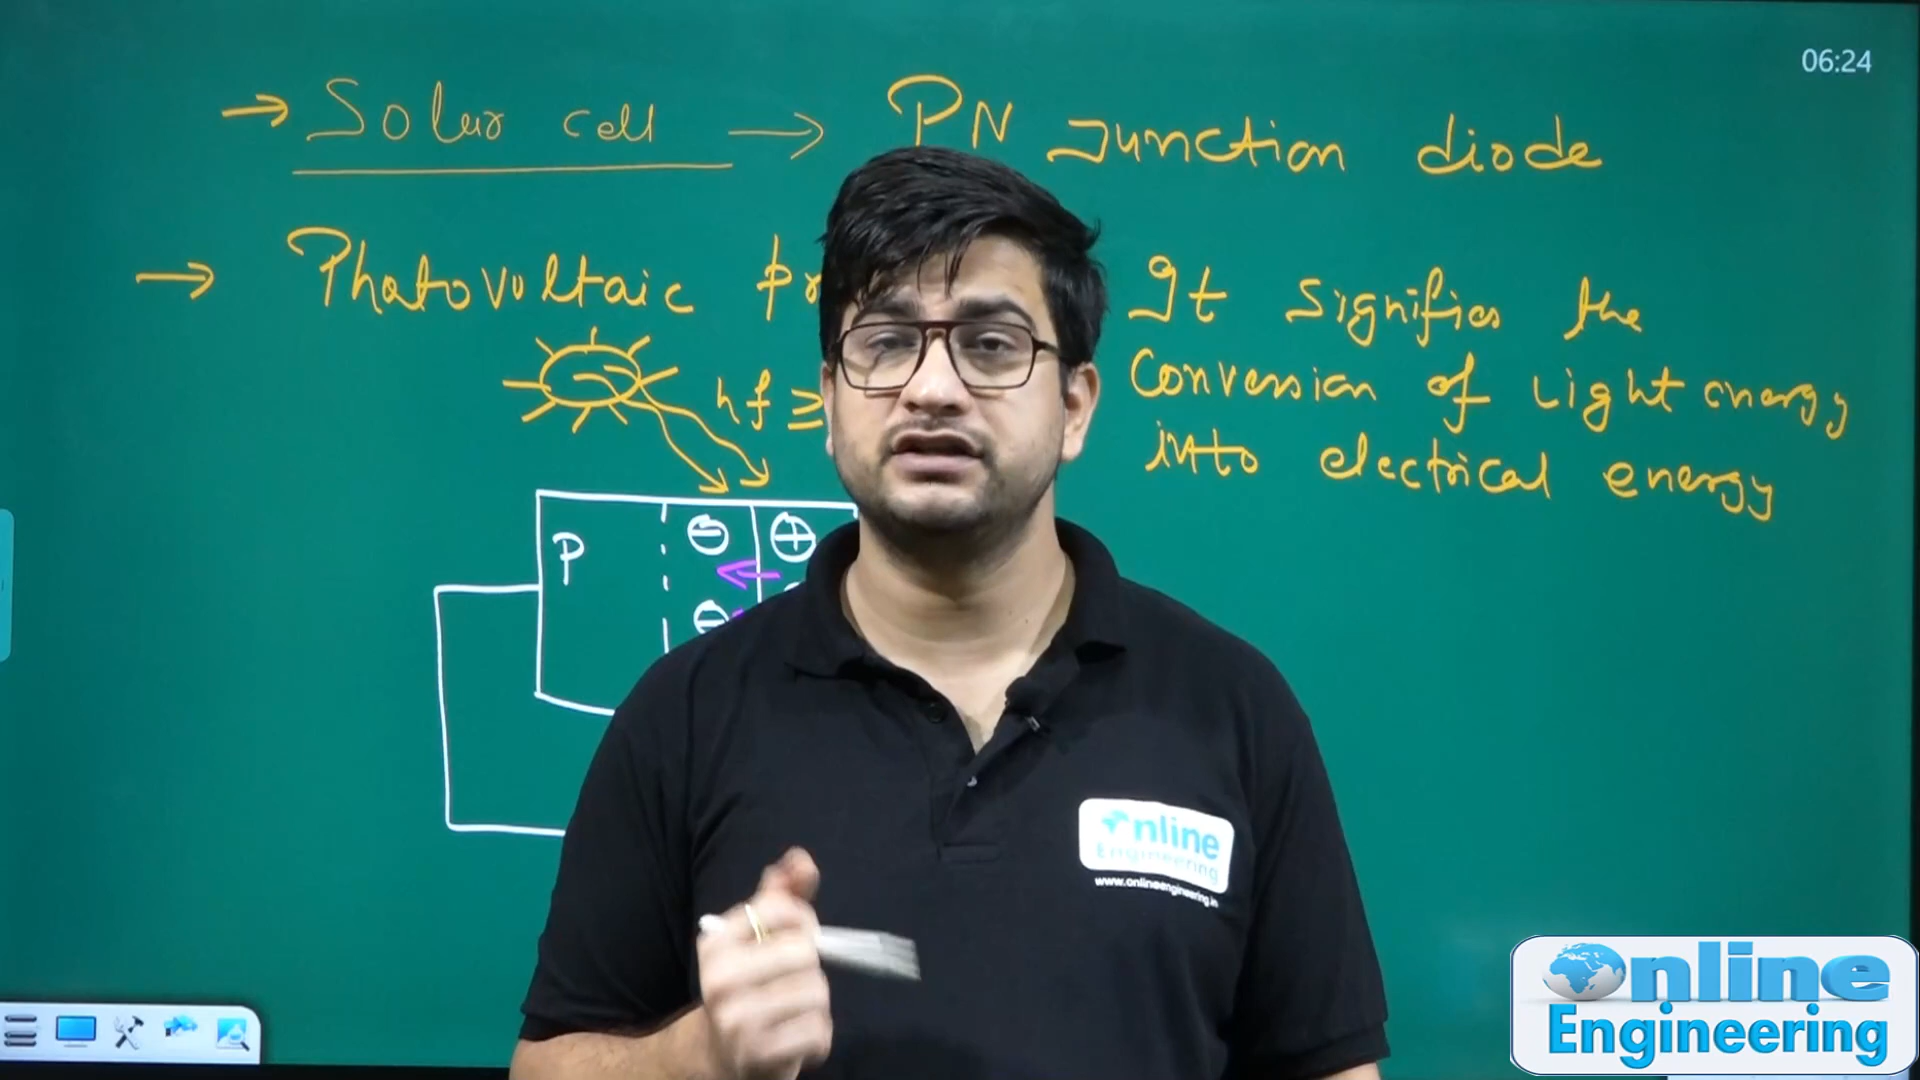 06:24
→ Solar cell → PN Junction diode
→ Photovoltaic pr It signifies the
conversion of light energy
into electrical energy
hf ≥
P ⊖ ⊕
⊖
Online
Engineering
www.onlineengineering.in
Online
Engineering